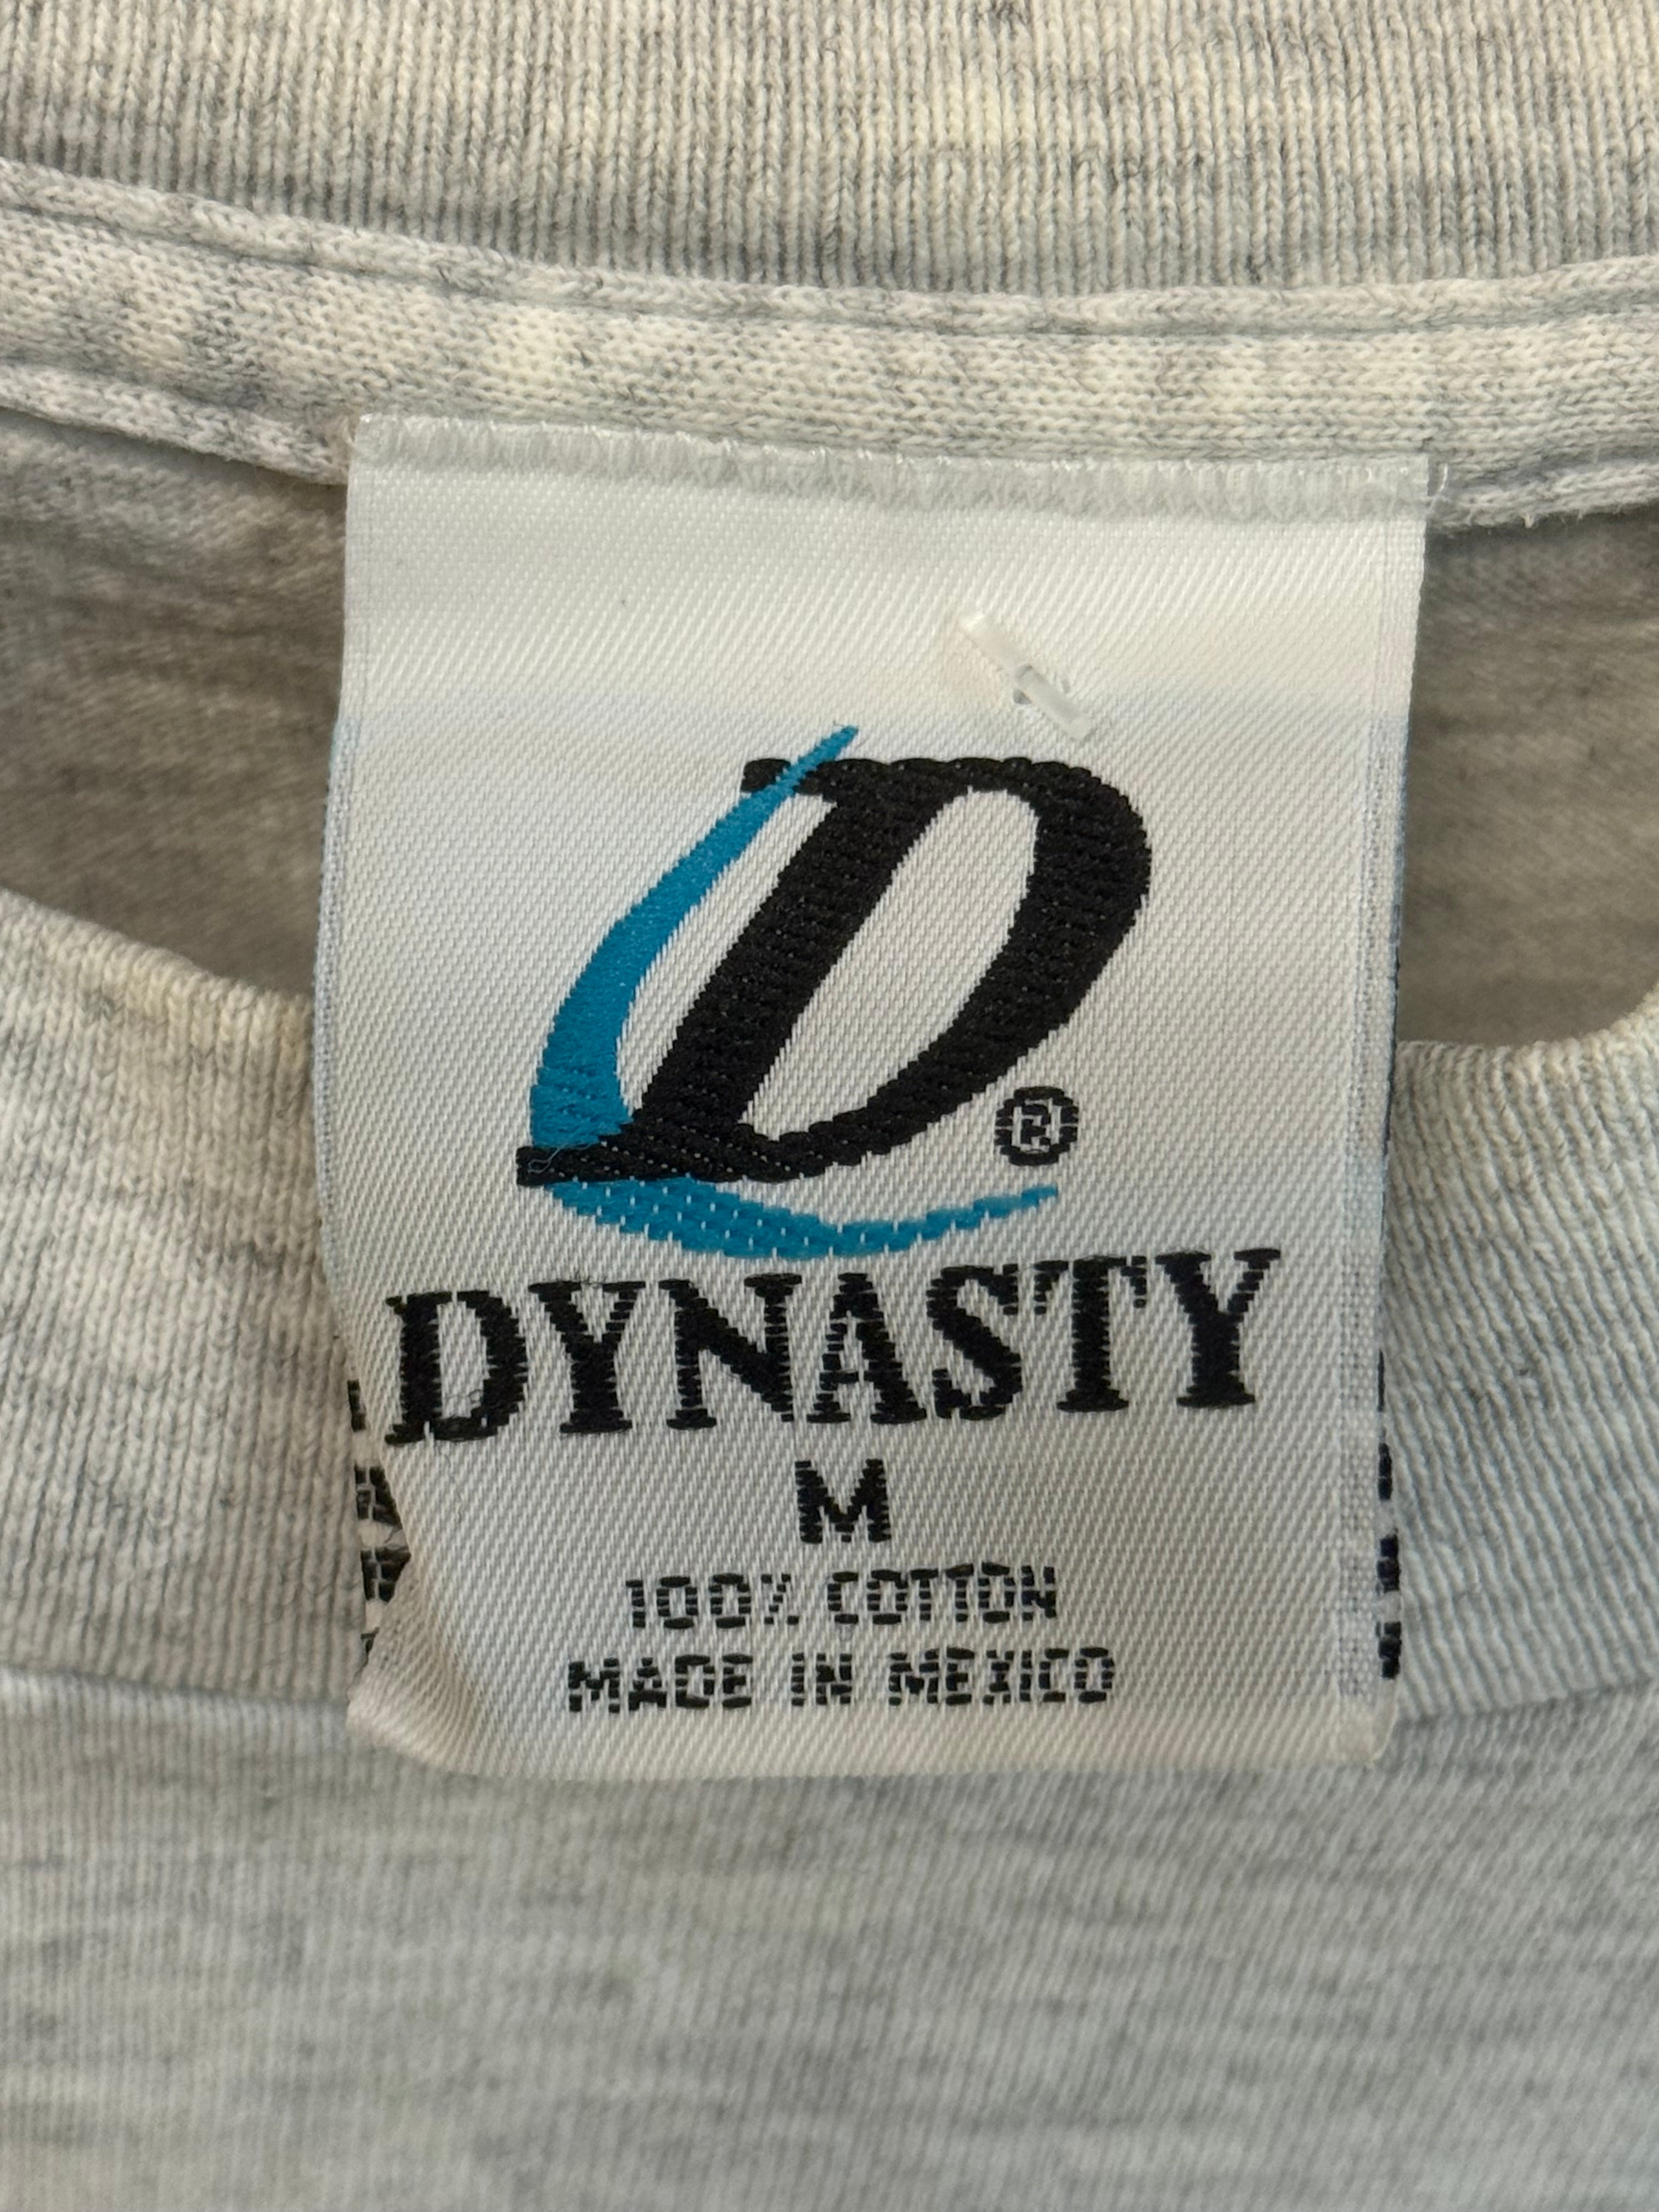 D®
DYNASTY
M
100% COTTON
MADE IN MEXICO